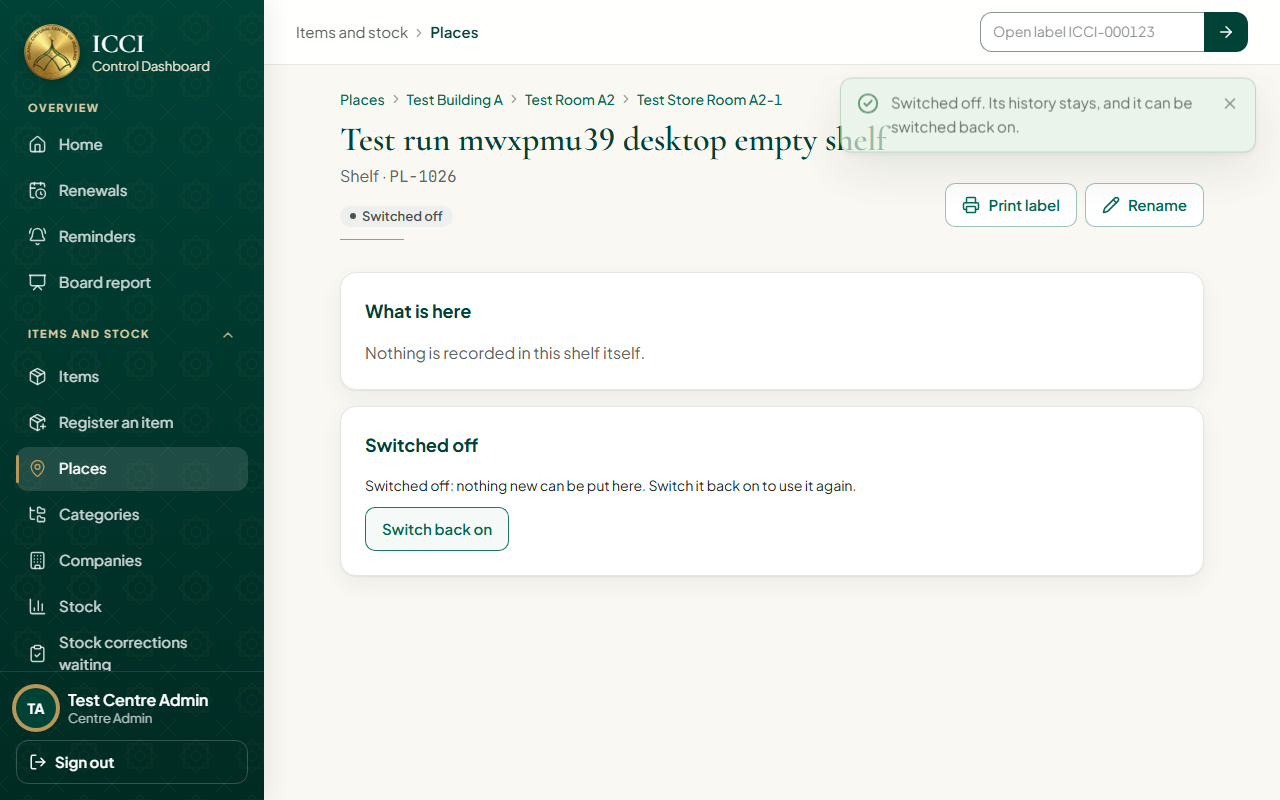 ICCI
Control Dashboard
OVERVIEW
Home
Renewals
Reminders
Board report
ITEMS AND STOCK
Items
Register an item
Places
Categories
Companies
Stock
Stock corrections
waiting
TA
Test Centre Admin
Centre Admin
Sign out
Items and stock > Places
Open label ICCI-000123
Switched off. Its history stays, and it can be
switched back on.
Places > Test Building A > Test Room A2 > Test Store Room A2-1
Test run mwxpmu39 desktop empty shelf
Shelf · PL-1026
Switched off
Print label
Rename
What is here
Nothing is recorded in this shelf itself.
Switched off
Switched off: nothing new can be put here. Switch it back on to use it again.
Switch back on